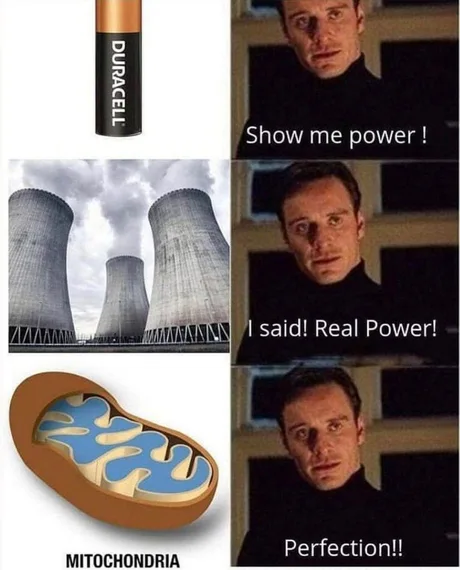 DURACELL
Show me power !
I said! Real Power!
Perfection!!
MITOCHONDRIA